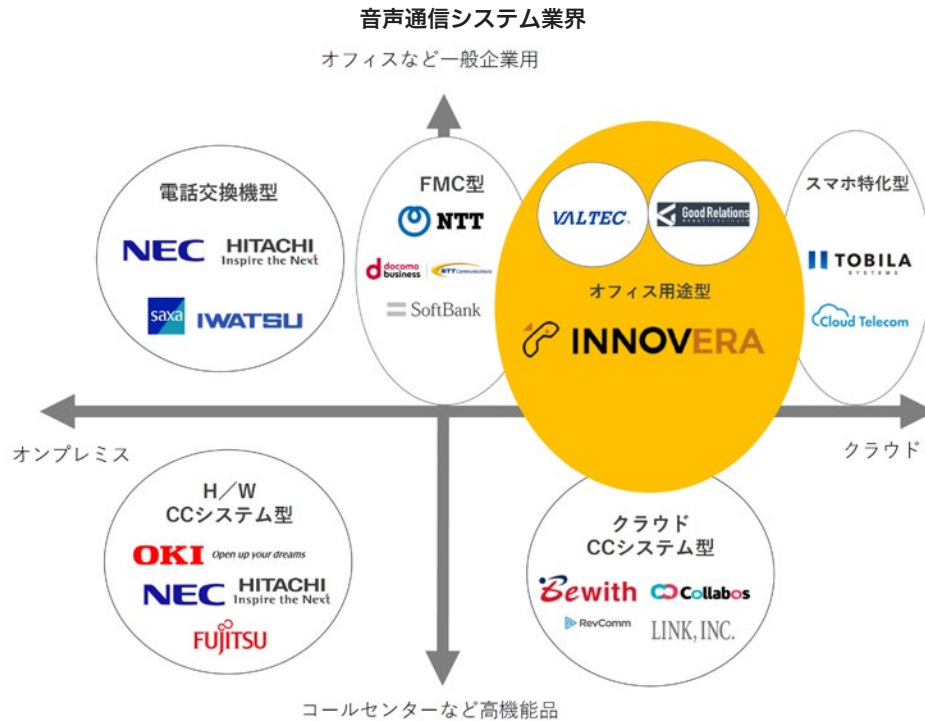 音声通信システム業界
オフィスなど一般企業用
電話交換機型
NEC HITACHI
Inspire the Next
saxa IWATSU
FMC型
NTT
docomo business NTT Communications
SoftBank
VALTEC Good Relations
オフィス用途型
INNOVERA
スマホ特化型
TOBILA
SYSTEMS
Cloud Telecom
オンプレミス
クラウド
H/W
CCシステム型
OKI Open up your dreams
NEC HITACHI
Inspire the Next
FUJITSU
クラウド
CCシステム型
Bewith Collabos
RevComm LINK, INC.
コールセンターなど高機能品